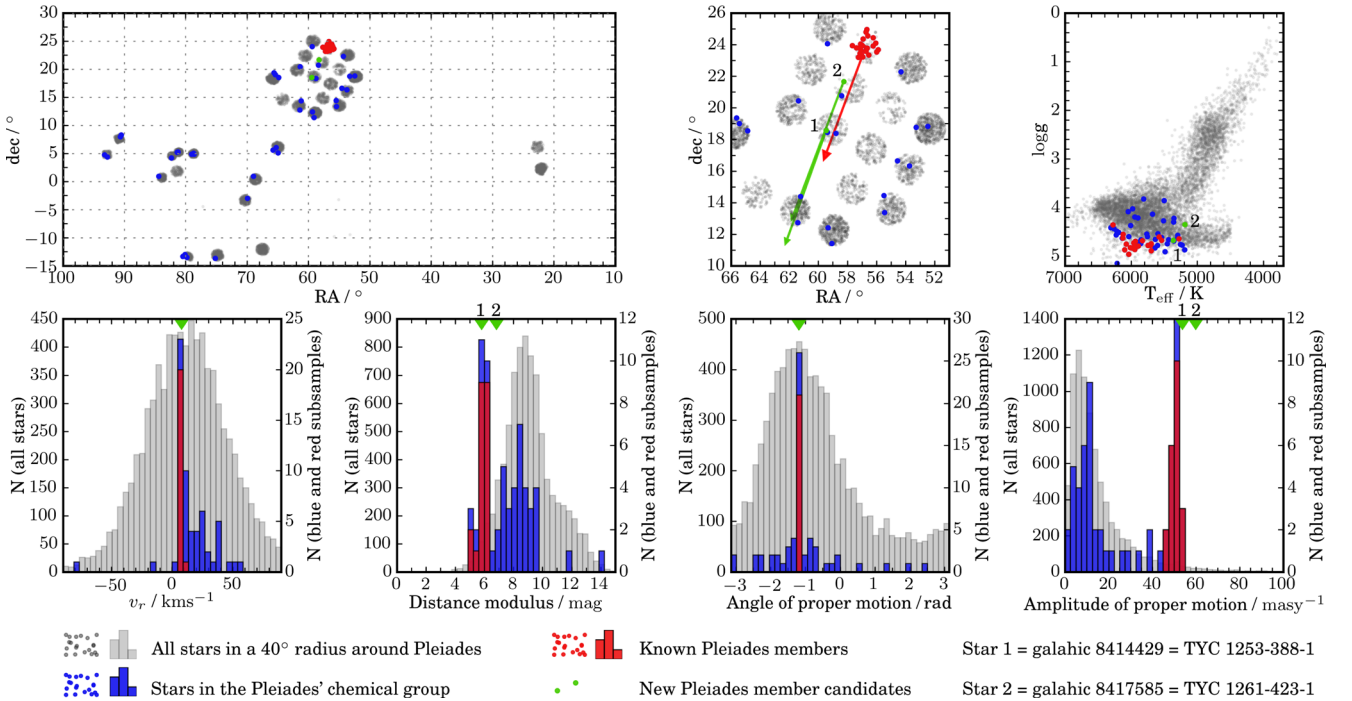 30
25
20
15
10
5
0
−5
−10
−15
100 90 80 70 60 50 40 30 20 10
dec / °
RA / °
26
24
22
20
18
16
14
12
10
66 64 62 60 58 56 54 52
dec / °
RA / °
2
1
0
1
2
3
4
5
7000 6000 5000 4000
logg
T_eff / K
2
1
450
400
350
300
250
200
150
100
50
0
−50 0 50
25
20
15
10
5
0
N (all stars)
N (blue and red subsamples)
v_r / kms⁻¹
1 2
900
800
700
600
500
400
300
200
100
0
0 2 4 6 8 10 12 14
12
10
8
6
4
2
0
N (all stars)
N (blue and red subsamples)
Distance modulus / mag
500
400
300
200
100
0
−3 −2 −1 0 1 2 3
30
25
20
15
10
5
0
N (all stars)
N (blue and red subsamples)
Angle of proper motion /rad
1 2
1400
1200
1000
800
600
400
200
0
0 20 40 60 80 100
12
10
8
6
4
2
0
N (all stars)
N (blue and red subsamples)
Amplitude of proper motion / masy⁻¹
All stars in a 40° radius around Pleiades
Known Pleiades members
Star 1 = galahic 8414429 = TYC 1253-388-1
Stars in the Pleiades' chemical group
New Pleiades member candidates
Star 2 = galahic 8417585 = TYC 1261-423-1